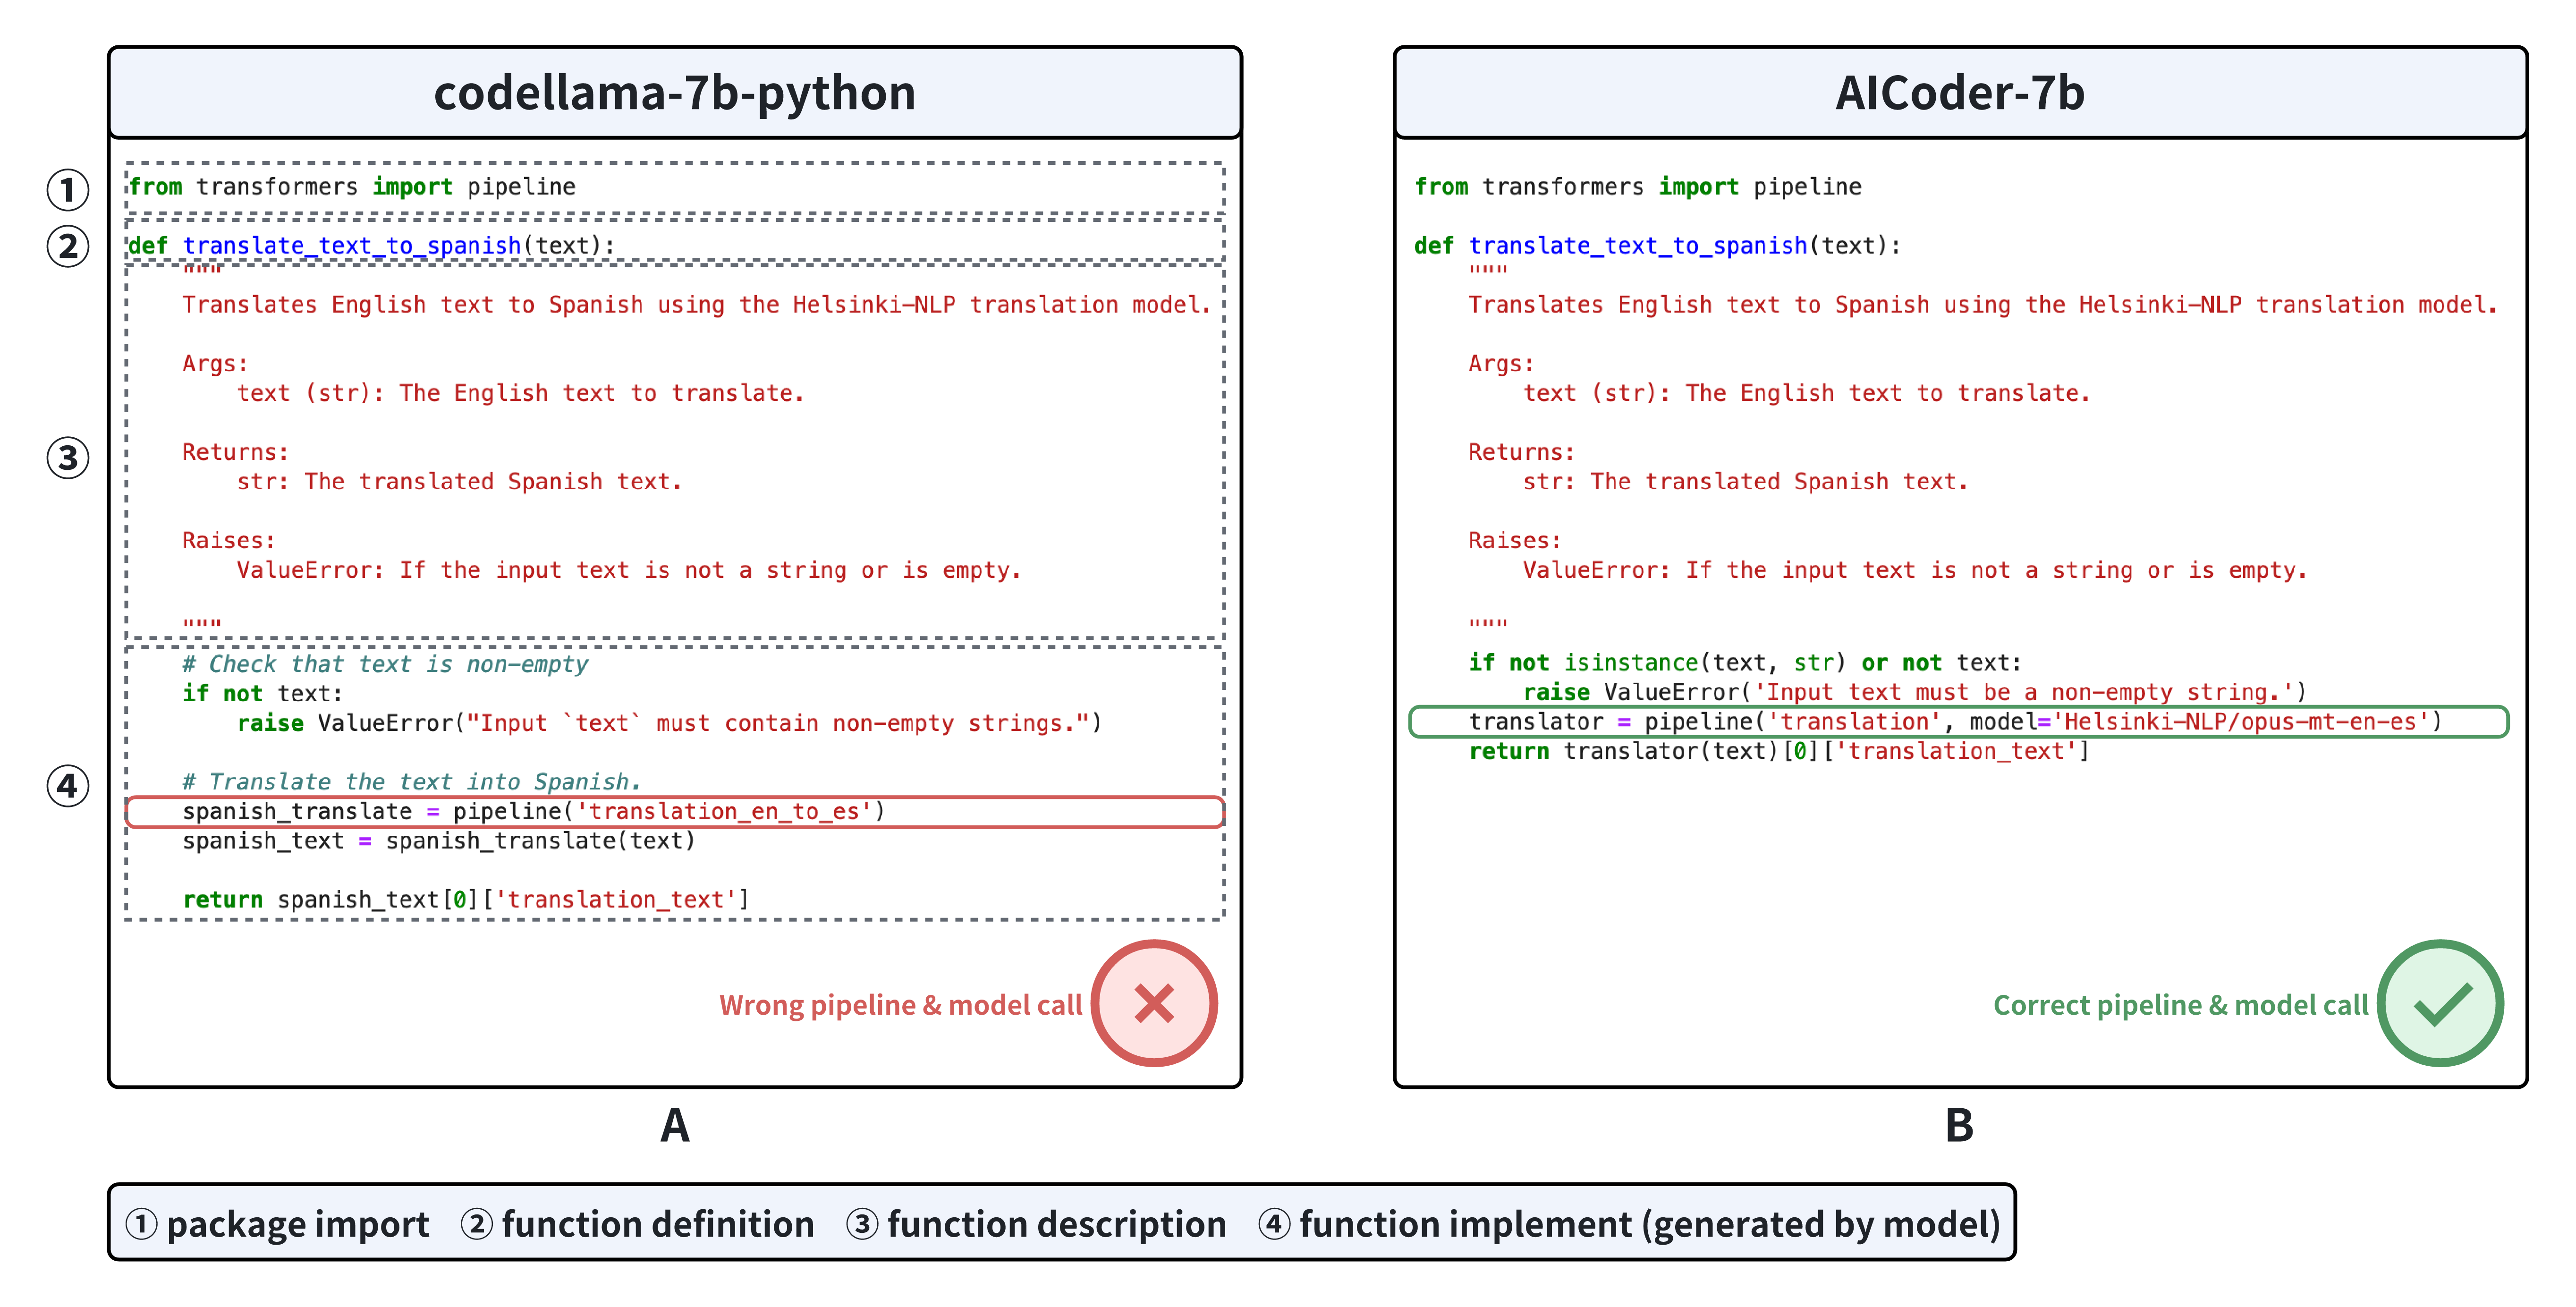 codellama-7b-python
①
from transformers import pipeline
②
def translate_text_to_spanish(text):
    """
    Translates English text to Spanish using the Helsinki-NLP translation model.
    Args:
        text (str): The English text to translate.
③
    Returns:
        str: The translated Spanish text.
    Raises:
        ValueError: If the input text is not a string or is empty.
    """
    # Check that text is non-empty
    if not text:
        raise ValueError("Input `text` must contain non-empty strings.")
④
    # Translate the text into Spanish.
    spanish_translate = pipeline('translation_en_to_es')
    spanish_text = spanish_translate(text)
    return spanish_text[0]['translation_text']
Wrong pipeline & model call
A
AICoder-7b
from transformers import pipeline
def translate_text_to_spanish(text):
    """
    Translates English text to Spanish using the Helsinki-NLP translation model.
    Args:
        text (str): The English text to translate.
    Returns:
        str: The translated Spanish text.
    Raises:
        ValueError: If the input text is not a string or is empty.
    """
    if not isinstance(text, str) or not text:
        raise ValueError('Input text must be a non-empty string.')
    translator = pipeline('translation', model='Helsinki-NLP/opus-mt-en-es')
    return translator(text)[0]['translation_text']
Correct pipeline & model call
B
① package import ② function definition ③ function description ④ function implement (generated by model)